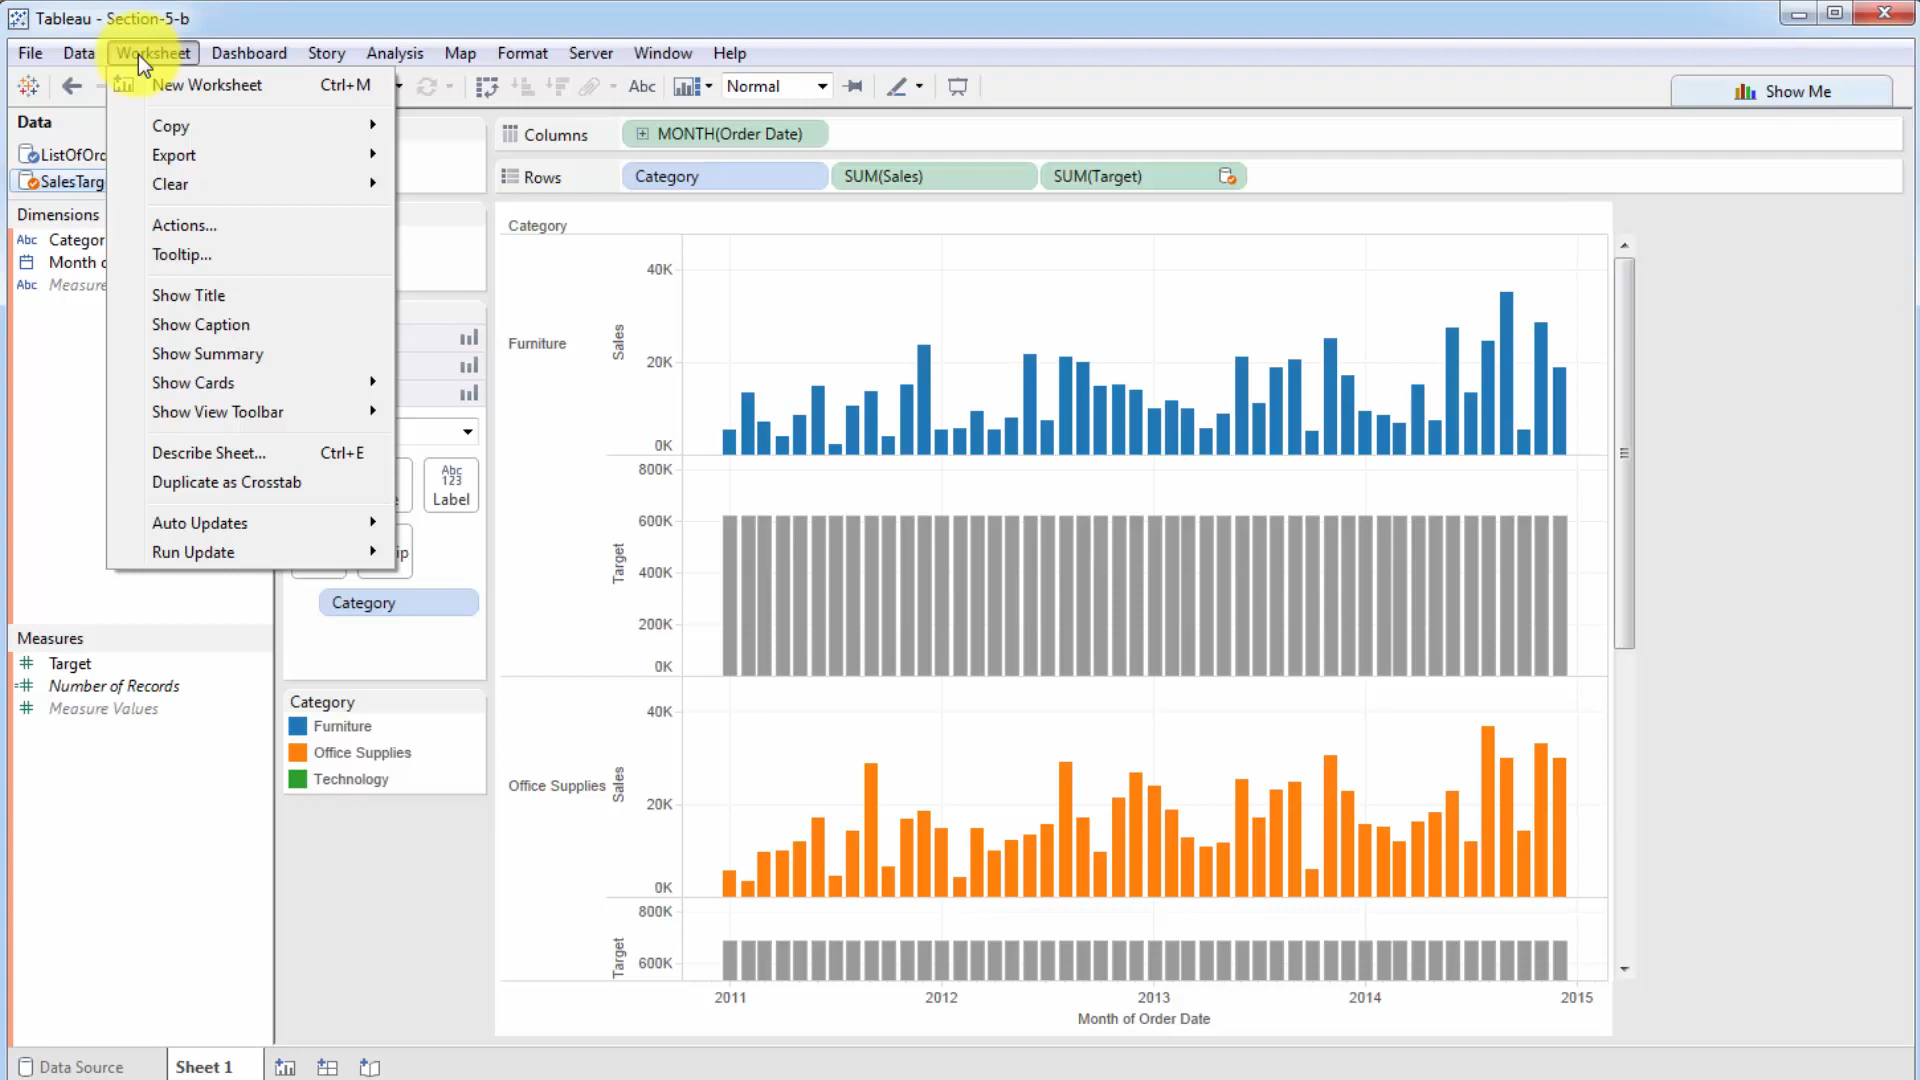 Tableau - Section-5-b
File Data Worksheet Dashboard Story Analysis Map Format Server Window Help
New Worksheet Ctrl+M
Copy
Export
Clear
Actions...
Tooltip...
Show Title
Show Caption
Show Summary
Show Cards
Show View Toolbar
Describe Sheet... Ctrl+E
Duplicate as Crosstab
Auto Updates
Run Update
Abc
Normal
Show Me
Data
ListOfOrd
SalesTarg
Dimensions
Abc Categor
Month o
Abc Measure
Measures
Target
Number of Records
Measure Values
Abc
123
Label
ip
Category
Category
Furniture
Office Supplies
Technology
Columns MONTH(Order Date)
Rows Category SUM(Sales) SUM(Target)
Category
Furniture
Sales
40K
20K
0K
Target
800K
600K
400K
200K
0K
Office Supplies
Sales
40K
20K
0K
Target
800K
600K
2011 2012 2013 2014 2015
Month of Order Date
Data Source Sheet 1